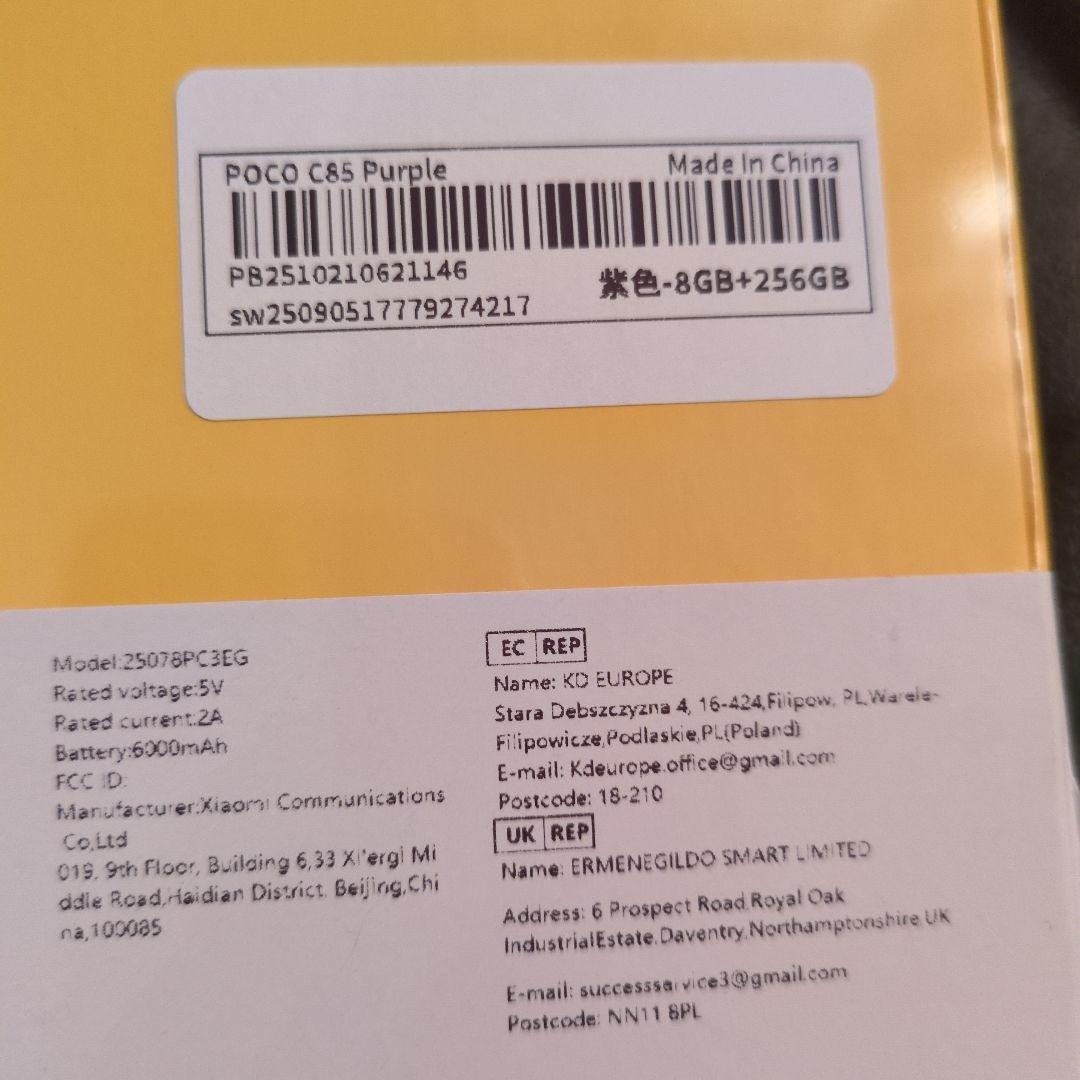 POCO C85 Purple
Made In China
PB2510210621146
紫色-8GB+256GB
sw250905177779274217
Model:25078PC3EG
Rated voltage:5V
Rated current:2A
Battery:6000mAh
FCC ID:
Manufacturer:Xiaomi Communications
Co,Ltd
019, 9th Floor, Building 6,33 Xi'ergi Mi
ddle Road,Haidian District, Beijing,Chi
na,100085
EC REP
Name: KD EUROPE
Stara Debszczyzna 4, 16-424,Filipow, PL,Warele-
Filipowicze,Podlaskie,PL(Poland)
E-mail: Kdeurope.office@gmail.com
Postcode: 18-210
UK REP
Name: ERMENEGILDO SMART LIMITED
Address: 6 Prospect Road,Royal Oak
IndustrialEstate,Daventry,Northamptonshire,UK
E-mail: successservice3@gmail.com
Postcode: NN11 8PL